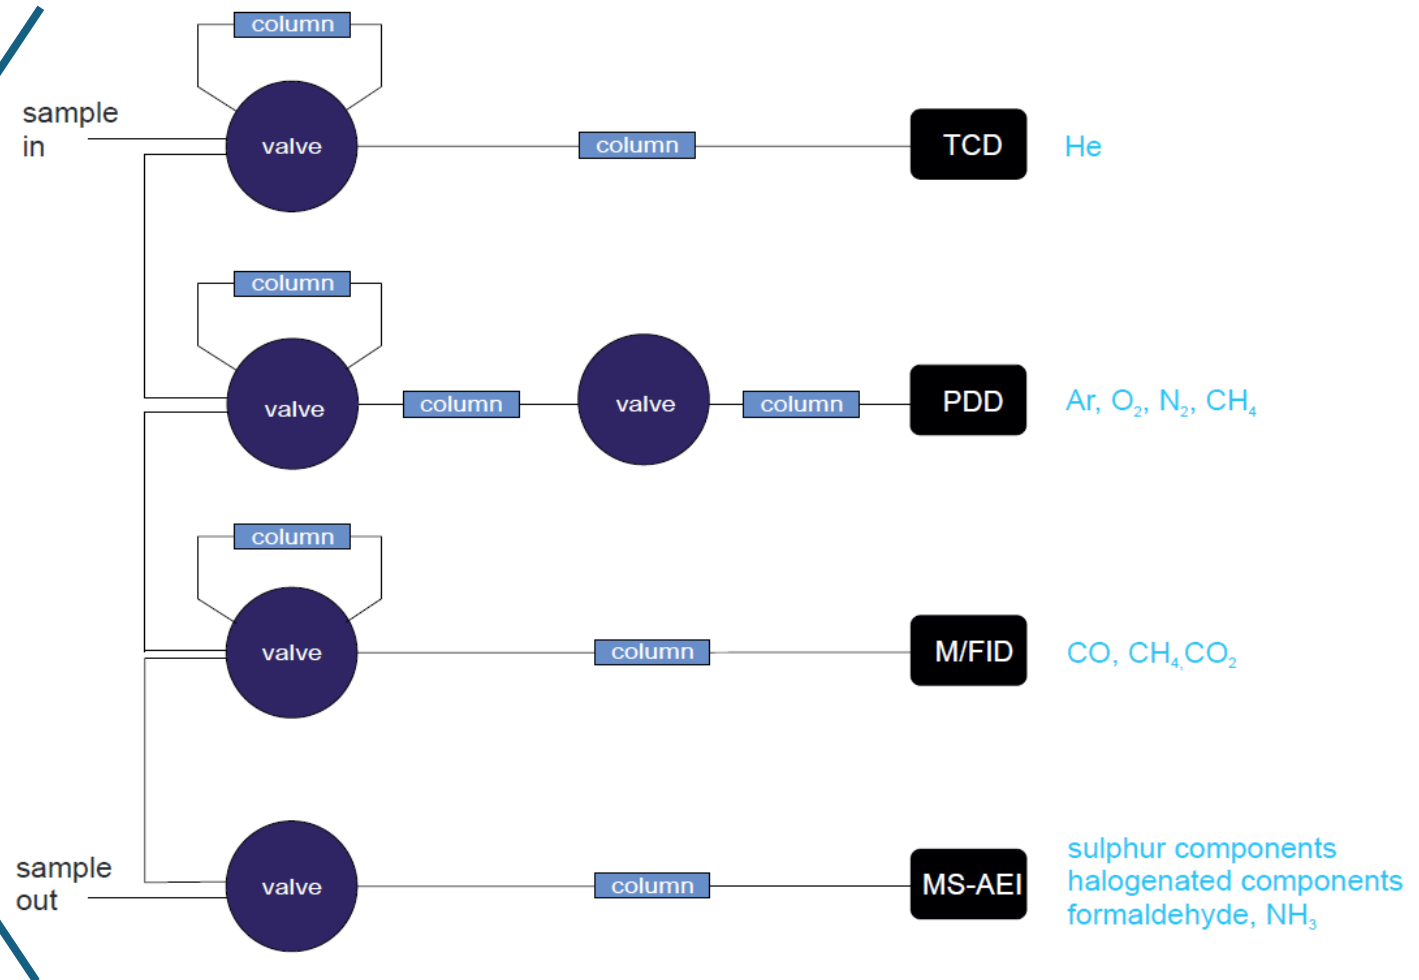 column
sample
in
valve
column
TCD
He
column
valve
column
valve
column
PDD
Ar, O₂, N₂, CH₄
column
valve
column
M/FID
CO, CH₄,CO₂
sample
out
valve
column
MS-AEI
sulphur components
halogenated components
formaldehyde, NH₃